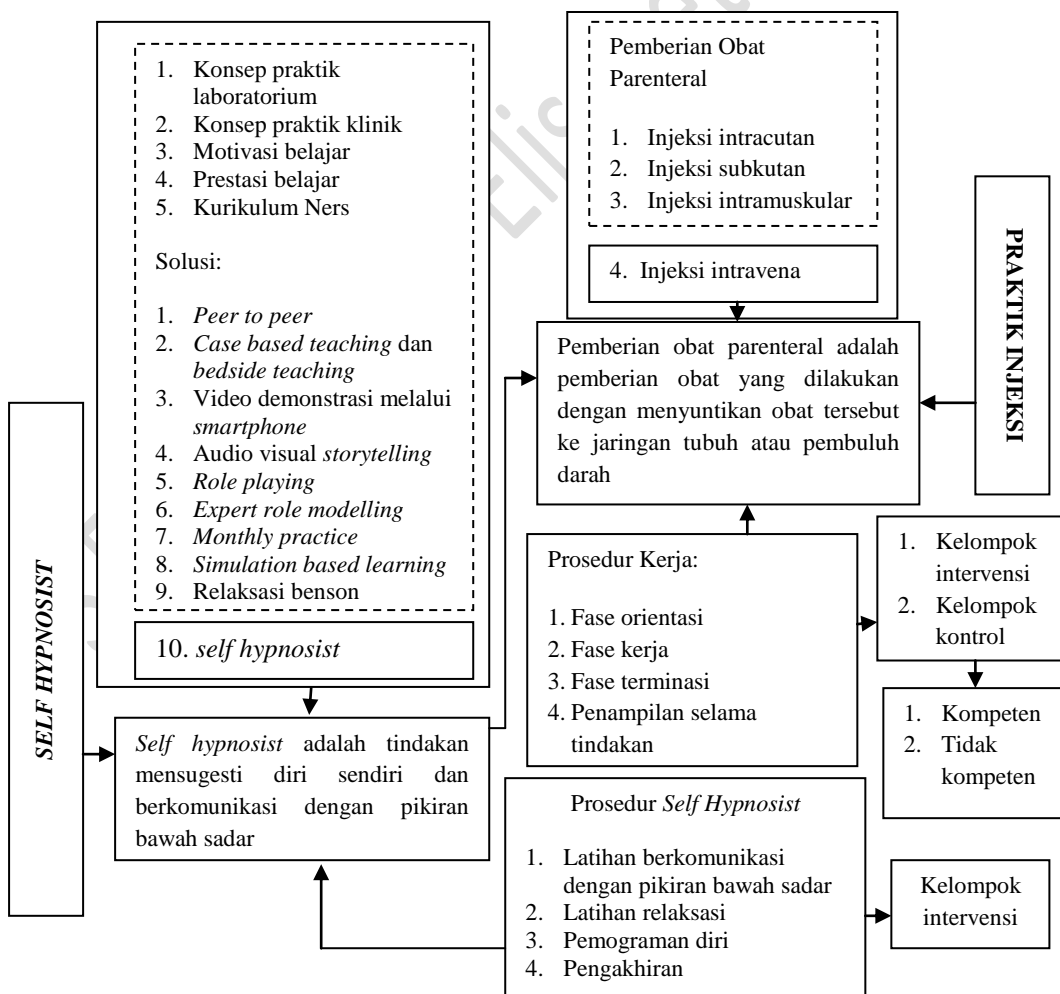 1. Konsep praktik
laboratorium
2. Konsep praktik klinik
3. Motivasi belajar
4. Prestasi belajar
5. Kurikulum Ners
Solusi:
1. Peer to peer
2. Case based teaching dan
bedside teaching
3. Video demonstrasi melalui
smartphone
4. Audio visual storytelling
5. Role playing
6. Expert role modelling
7. Monthly practice
8. Simulation based learning
9. Relaksasi benson
10. self hypnosist
SELF HYPNOSIST
Self hypnosist adalah tindakan
mensugesti diri sendiri dan
berkomunikasi dengan pikiran
bawah sadar
Pemberian Obat
Parenteral
1. Injeksi intracutan
2. Injeksi subkutan
3. Injeksi intramuskular
4. Injeksi intravena
Pemberian obat parenteral adalah
pemberian obat yang dilakukan
dengan menyuntikan obat tersebut
ke jaringan tubuh atau pembuluh
darah
PRAKTIK INJEKSI
Prosedur Kerja:
1. Fase orientasi
2. Fase kerja
3. Fase terminasi
4. Penampilan selama
tindakan
1. Kelompok
intervensi
2. Kelompok
kontrol
1. Kompeten
2. Tidak
kompeten
Prosedur Self Hypnosist
1. Latihan berkomunikasi
dengan pikiran bawah sadar
2. Latihan relaksasi
3. Pemograman diri
4. Pengakhiran
Kelompok
intervensi